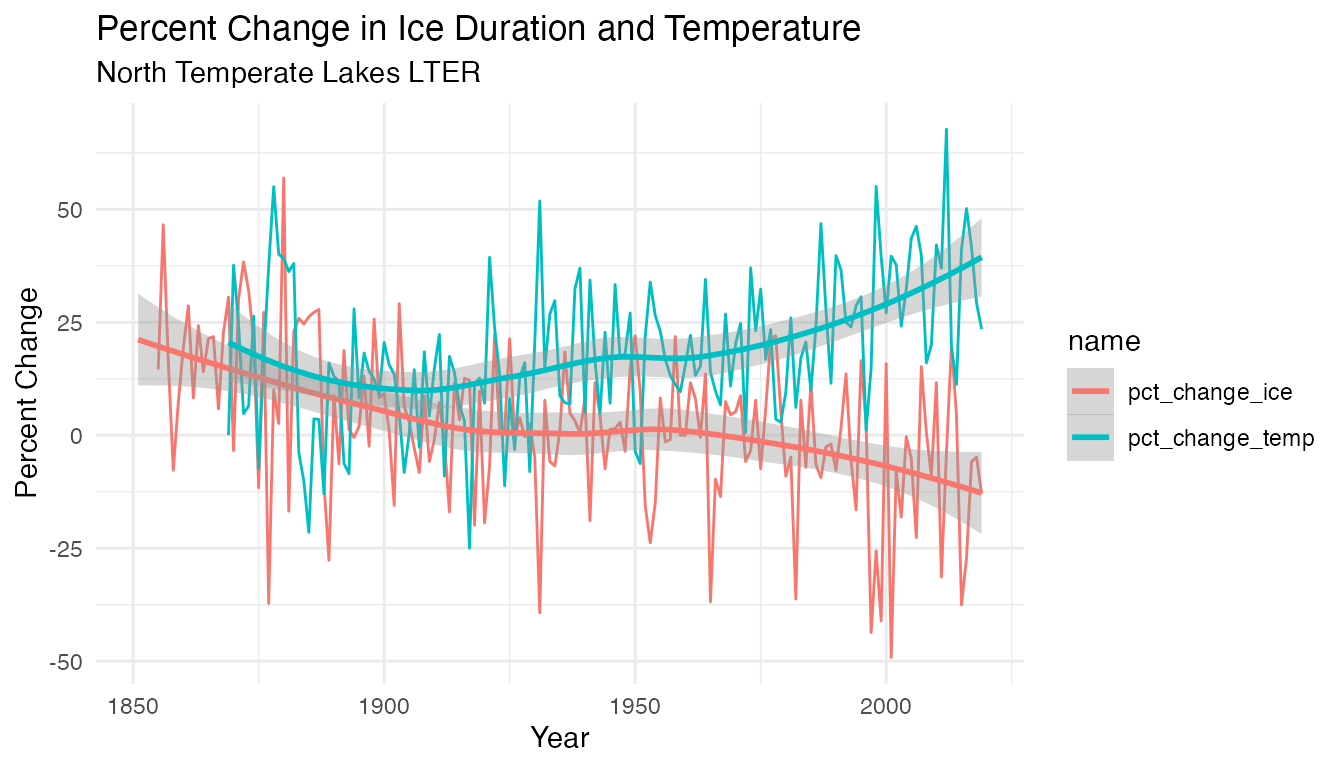 Percent Change in Ice Duration and Temperature
North Temperate Lakes LTER
Percent Change
50
25
0
-25
-50
1850 1900 1950 2000
Year
name
pct_change_ice
pct_change_temp